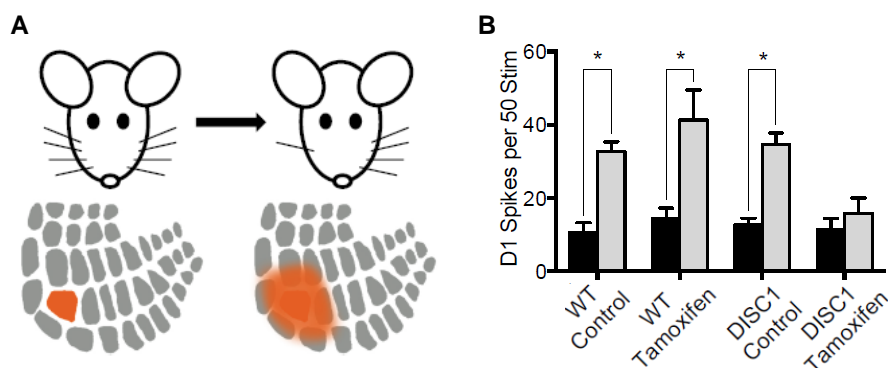 A
B
D1 Spikes per 50 Stim
60
40
20
0
*
*
*
WT
Control
WT
Tamoxifen
DISC1
Control
DISC1
Tamoxifen